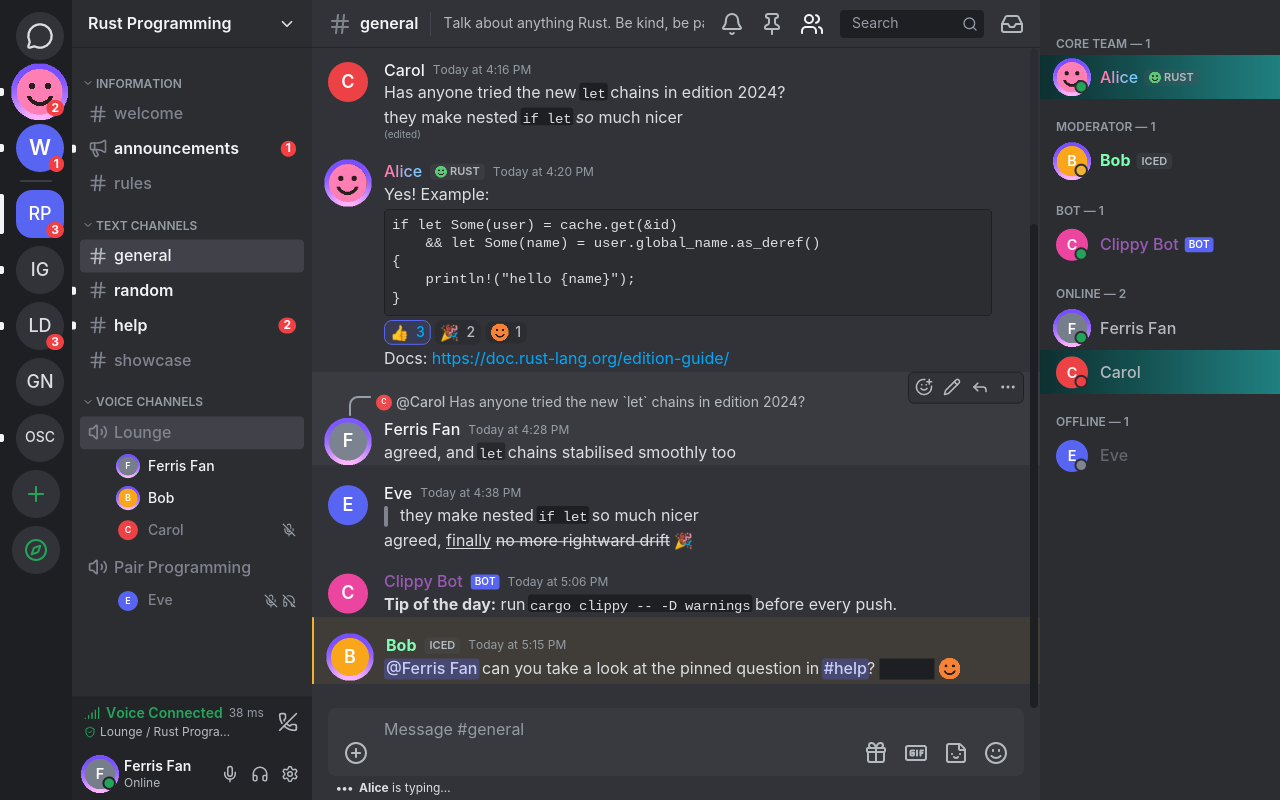 2
W
1
RP
3
IG
LD
3
GN
OSC
Rust Programming
INFORMATION
welcome
announcements 1
rules
TEXT CHANNELS
general
random
help 2
showcase
VOICE CHANNELS
Lounge
F Ferris Fan
B Bob
C Carol
Pair Programming
E Eve
Voice Connected 38 ms
Lounge / Rust Progra...
F Ferris Fan
Online
# general Talk about anything Rust. Be kind, be pa
Search
C Carol Today at 4:16 PM
Has anyone tried the new let chains in edition 2024?
they make nested if let so much nicer
(edited)
Alice RUST Today at 4:20 PM
Yes! Example:
if let Some(user) = cache.get(&id)
&& let Some(name) = user.global_name.as_deref()
{
println!("hello {name}");
}
👍 3 🎉 2 1
Docs: https://doc.rust-lang.org/edition-guide/
C @Carol Has anyone tried the new `let` chains in edition 2024?
F Ferris Fan Today at 4:28 PM
agreed, and let chains stabilised smoothly too
E Eve Today at 4:38 PM
they make nested if let so much nicer
agreed, finally no more rightward drift 🎉
C Clippy Bot BOT Today at 5:06 PM
Tip of the day: run cargo clippy -- -D warnings before every push.
B Bob ICED Today at 5:15 PM
@Ferris Fan can you take a look at the pinned question in #help?
Message #general
GIF
Alice is typing...
CORE TEAM — 1
Alice RUST
MODERATOR — 1
B Bob ICED
BOT — 1
C Clippy Bot BOT
ONLINE — 2
F Ferris Fan
C Carol
OFFLINE — 1
E Eve